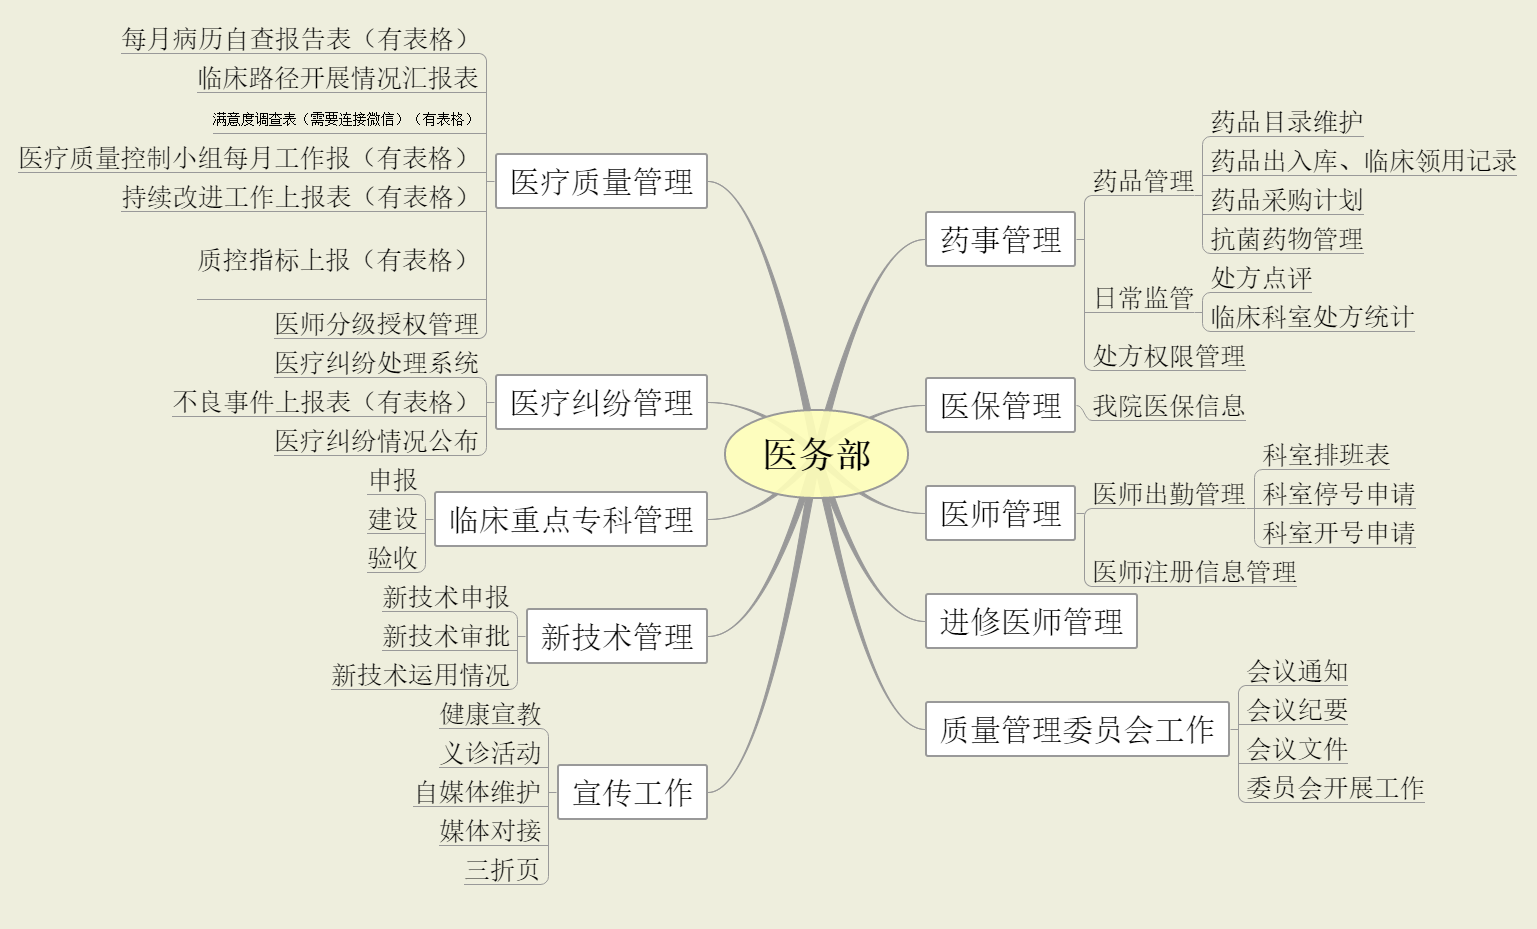 医务部
医疗质量管理
每月病历自查报告表（有表格）
临床路径开展情况汇报表
满意度调查表（需要连接微信）（有表格）
医疗质量控制小组每月工作报（有表格）
持续改进工作上报表（有表格）
质控指标上报（有表格）
医师分级授权管理
医疗纠纷管理
医疗纠纷处理系统
不良事件上报表（有表格）
医疗纠纷情况公布
临床重点专科管理
申报
建设
验收
新技术管理
新技术申报
新技术审批
新技术运用情况
宣传工作
健康宣教
义诊活动
自媒体维护
媒体对接
三折页
药事管理
药品管理
药品目录维护
药品出入库、临床领用记录
药品采购计划
抗菌药物管理
日常监管
处方点评
临床科室处方统计
处方权限管理
医保管理
我院医保信息
医师管理
医师出勤管理
科室排班表
科室停号申请
科室开号申请
医师注册信息管理
进修医师管理
质量管理委员会工作
会议通知
会议纪要
会议文件
委员会开展工作